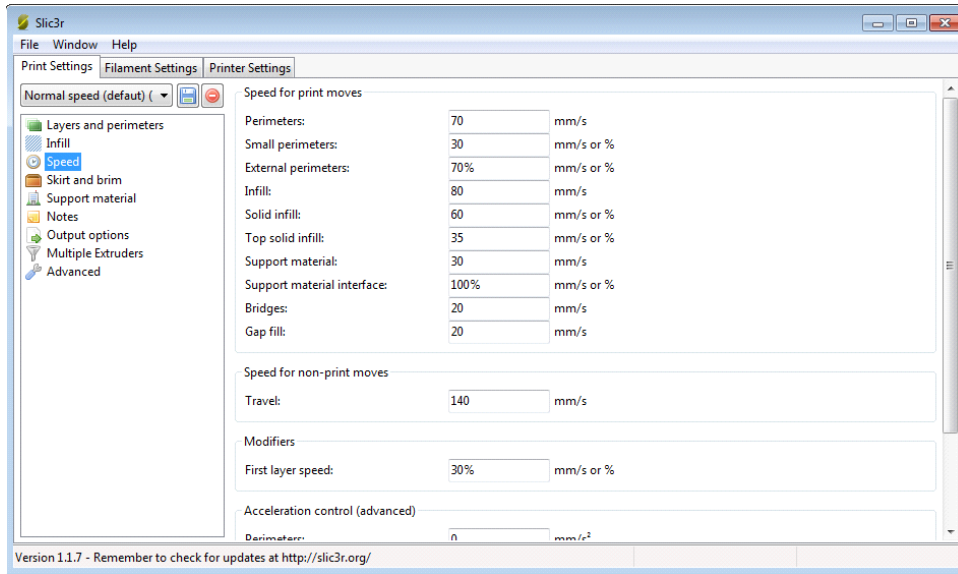 Slic3r
File Window Help
Print Settings Filament Settings Printer Settings
Normal speed (defaut) (
Layers and perimeters
Infill
Speed
Skirt and brim
Support material
Notes
Output options
Multiple Extruders
Advanced
Speed for print moves
Perimeters: 70 mm/s
Small perimeters: 30 mm/s or %
External perimeters: 70% mm/s or %
Infill: 80 mm/s
Solid infill: 60 mm/s or %
Top solid infill: 35 mm/s or %
Support material: 30 mm/s
Support material interface: 100% mm/s or %
Bridges: 20 mm/s
Gap fill: 20 mm/s
Speed for non-print moves
Travel: 140 mm/s
Modifiers
First layer speed: 30% mm/s or %
Acceleration control (advanced)
Perimeters: 0 mm/s²
Version 1.1.7 - Remember to check for updates at http://slic3r.org/